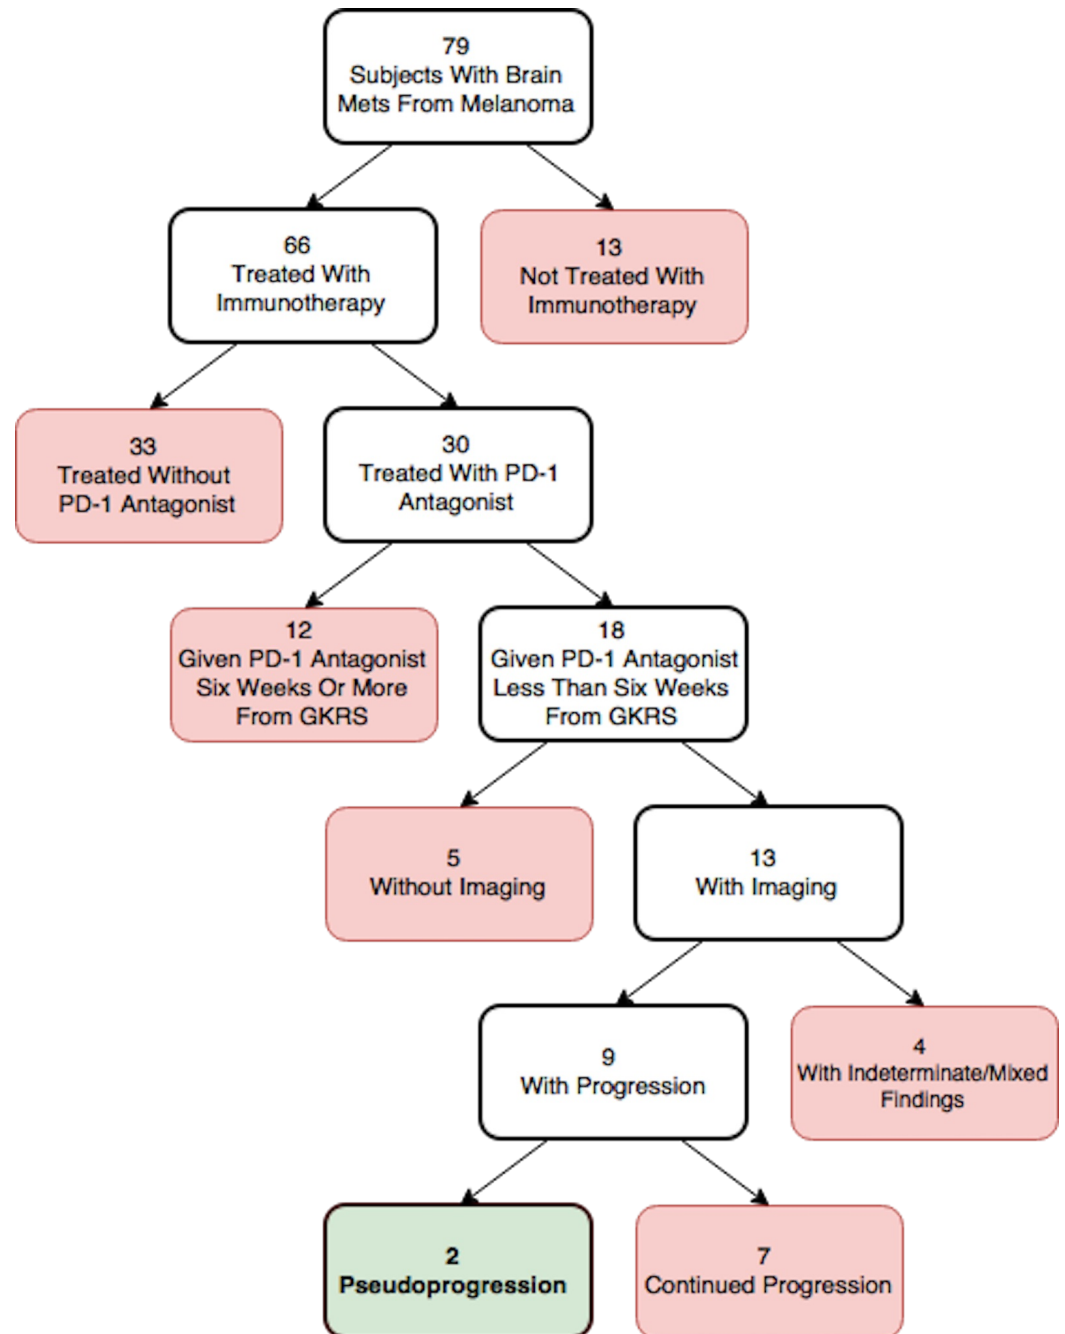 79
Subjects With Brain
Mets From Melanoma
66
Treated With
Immunotherapy
13
Not Treated With
Immunotherapy
33
Treated Without
PD-1 Antagonist
30
Treated With PD-1
Antagonist
12
Given PD-1 Antagonist
Six Weeks Or More
From GKRS
18
Given PD-1 Antagonist
Less Than Six Weeks
From GKRS
5
Without Imaging
13
With Imaging
9
With Progression
4
With Indeterminate/Mixed
Findings
2
Pseudoprogression
7
Continued Progression